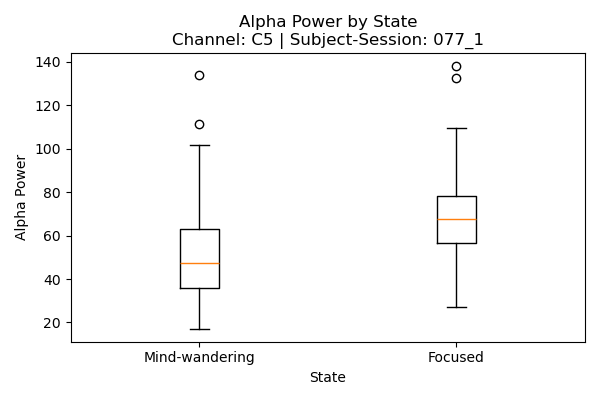 Alpha Power by State
Channel: C5 | Subject-Session: 077_1
140
120
100
80
60
40
20
Alpha Power
Mind-wandering
Focused
State